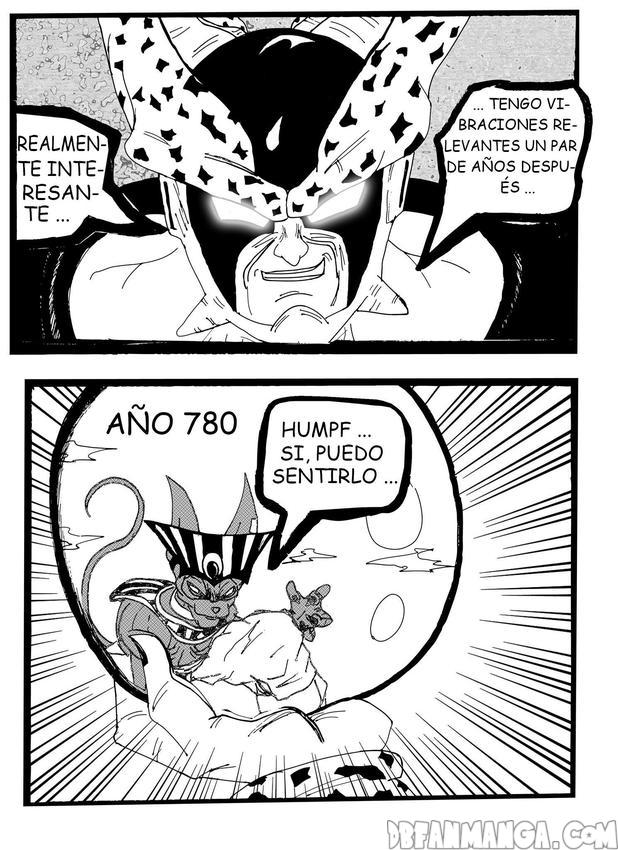 REALMEN-
TE INTE-
RESAN-
TE ...
... TENGO VI-
BRACIONES RE-
LEVANTES UN PAR
DE AÑOS DESPU-
ÉS ...
AÑO 780
HUMPF ...
SI, PUEDO
SENTIRLO ...
DBFANMANGA.COM